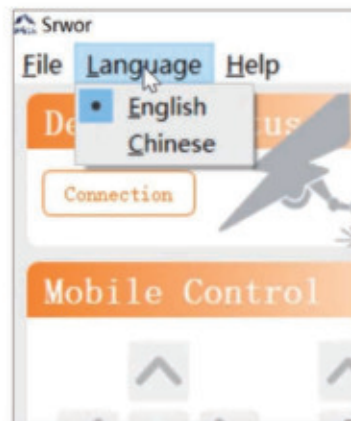 Srwor
File Language Help
English
Chinese
Connection
Mobile Control